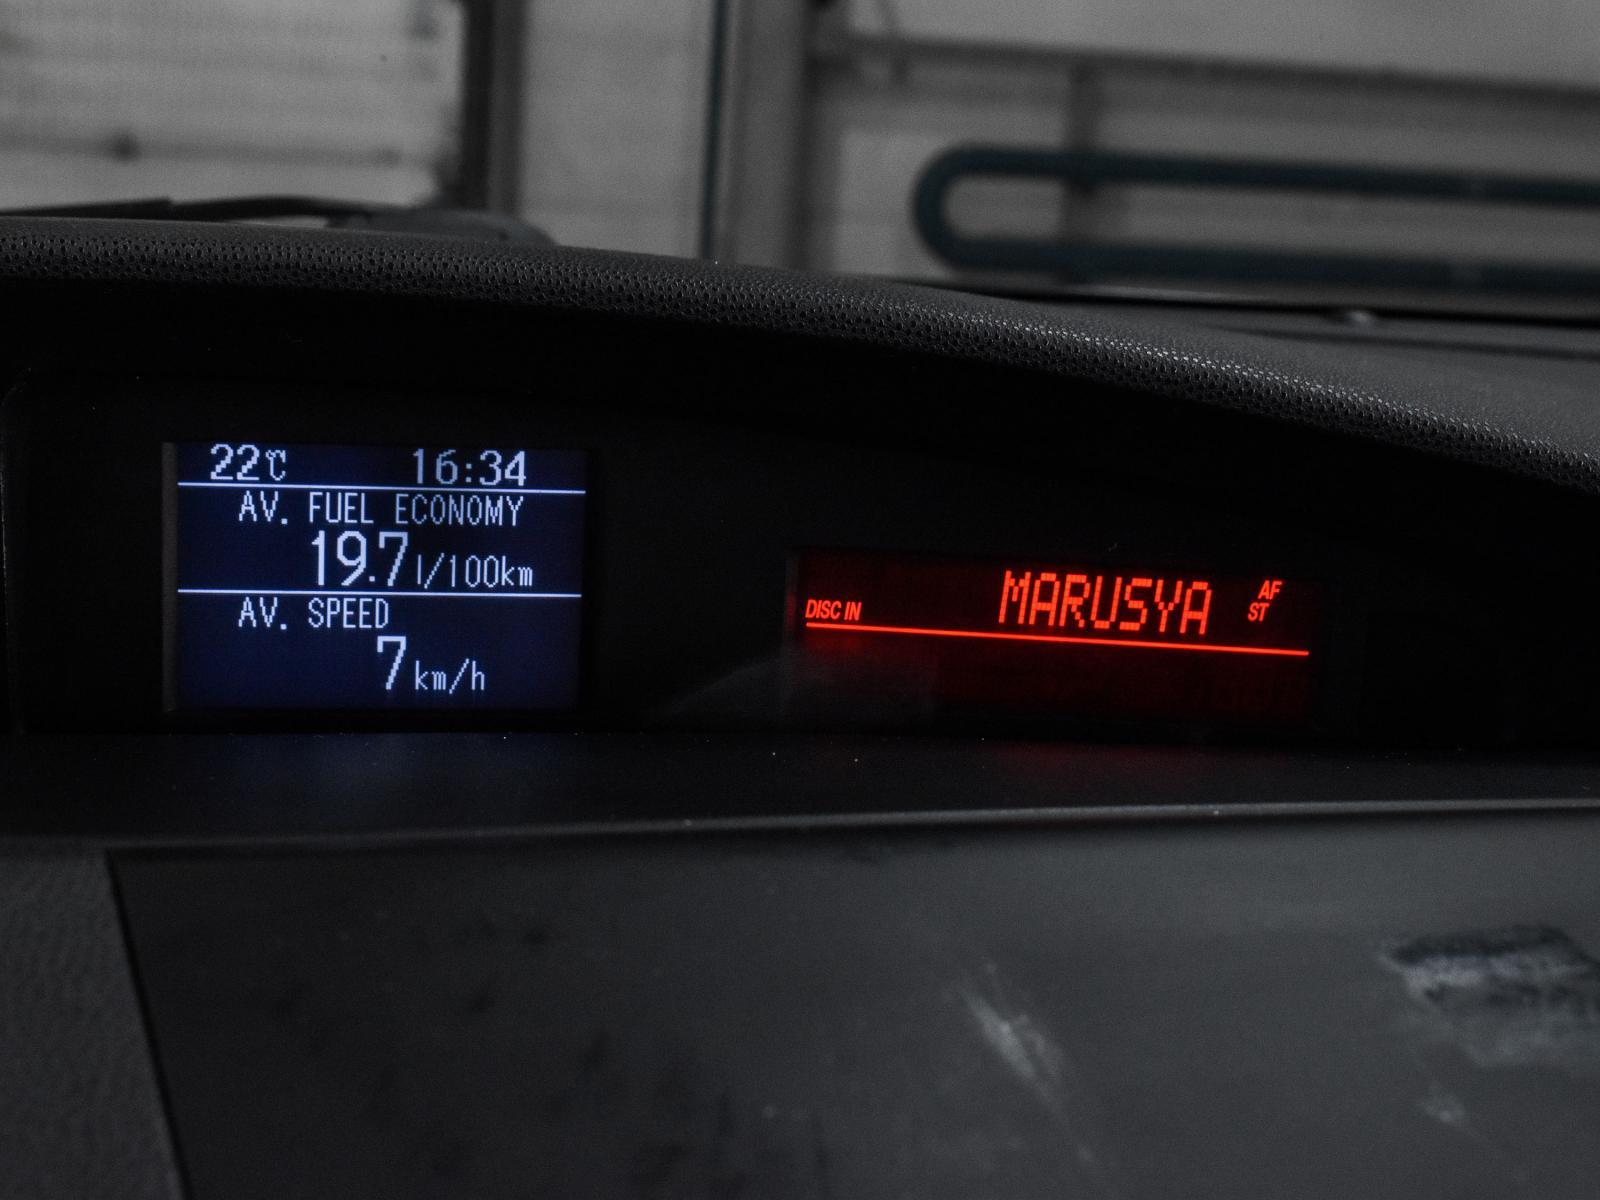 22℃ 16:34
AV. FUEL ECONOMY
19.7 l/100km
AV. SPEED
7 km/h
DISC IN MARUSYA AF
ST